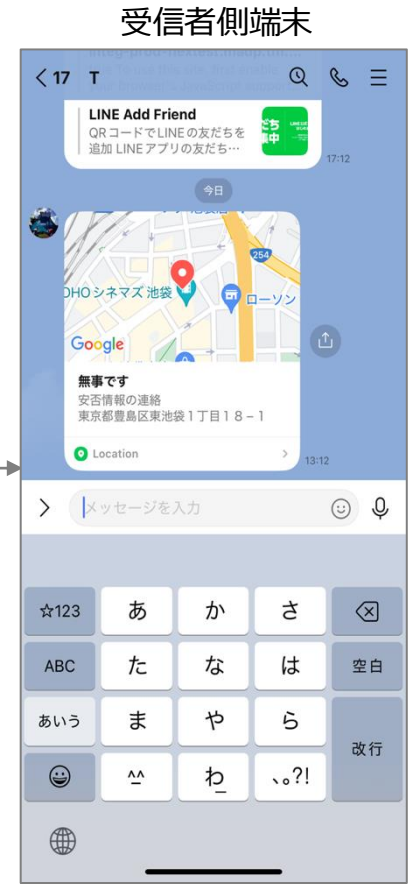 受信者側端末
17 T
LINE Add Friend
QRコードでLINEの友だちを
追加 LINEアプリの友だち…
17:12
今日
254
OHOシネマズ 池袋
ローソン
Google
無事です
安否情報の連絡
東京都豊島区東池袋1丁目18-1
Location
13:12
メッセージを入力
☆123 あ か さ
ABC た な は 空白
あいう ま や ら
改行
^^ わ_ 、。?!